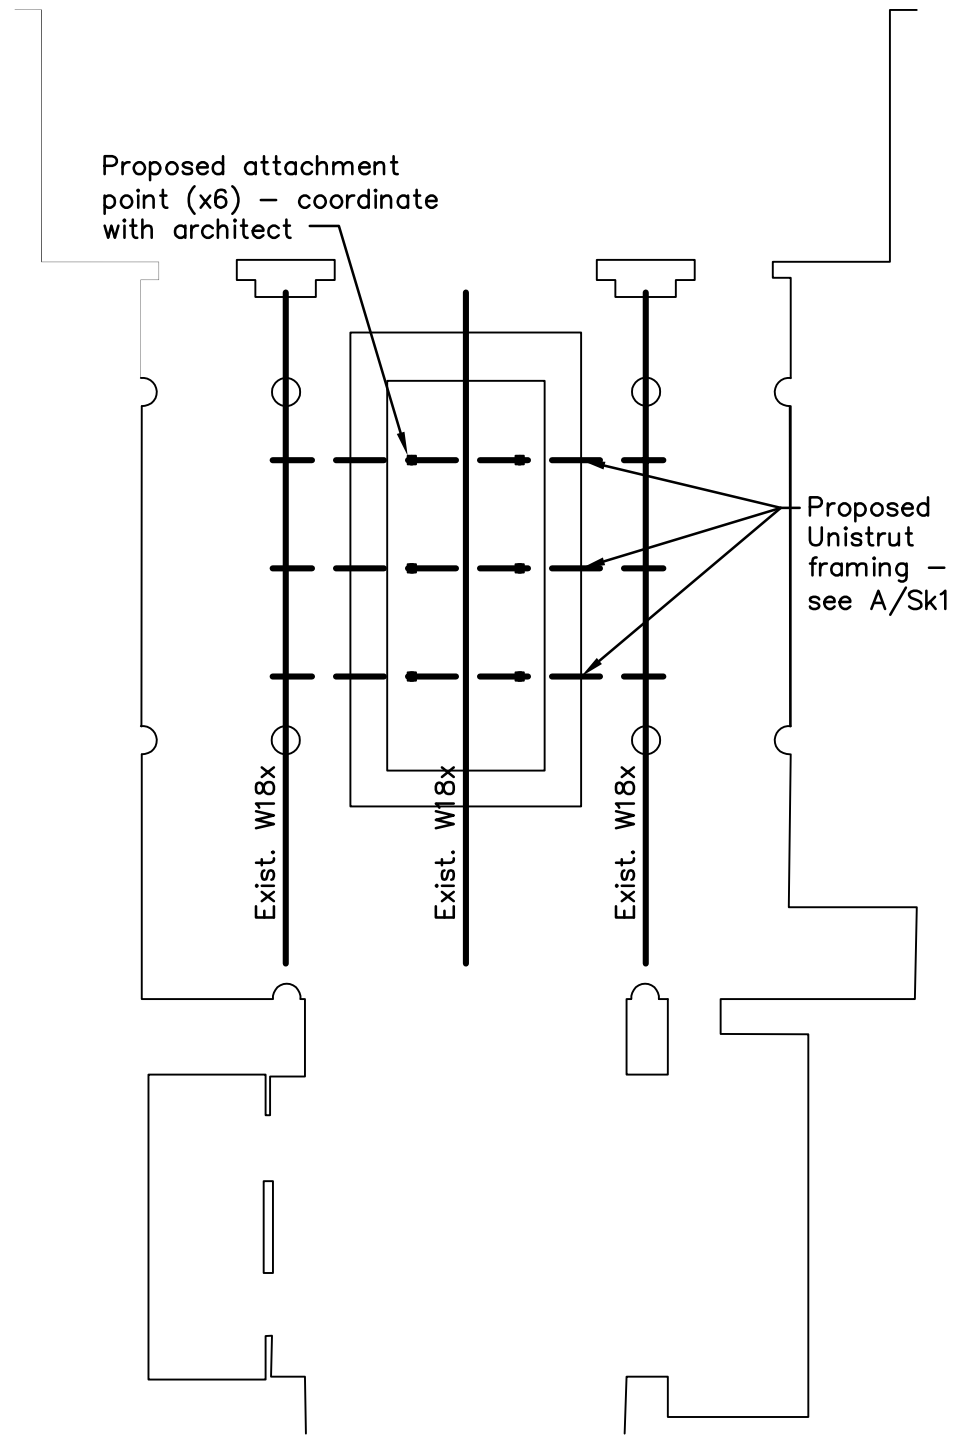 Proposed attachment
point (x6) – coordinate
with architect
Proposed
Unistrut
framing –
see A/Sk1
Exist. W18x
Exist. W18x
Exist. W18x